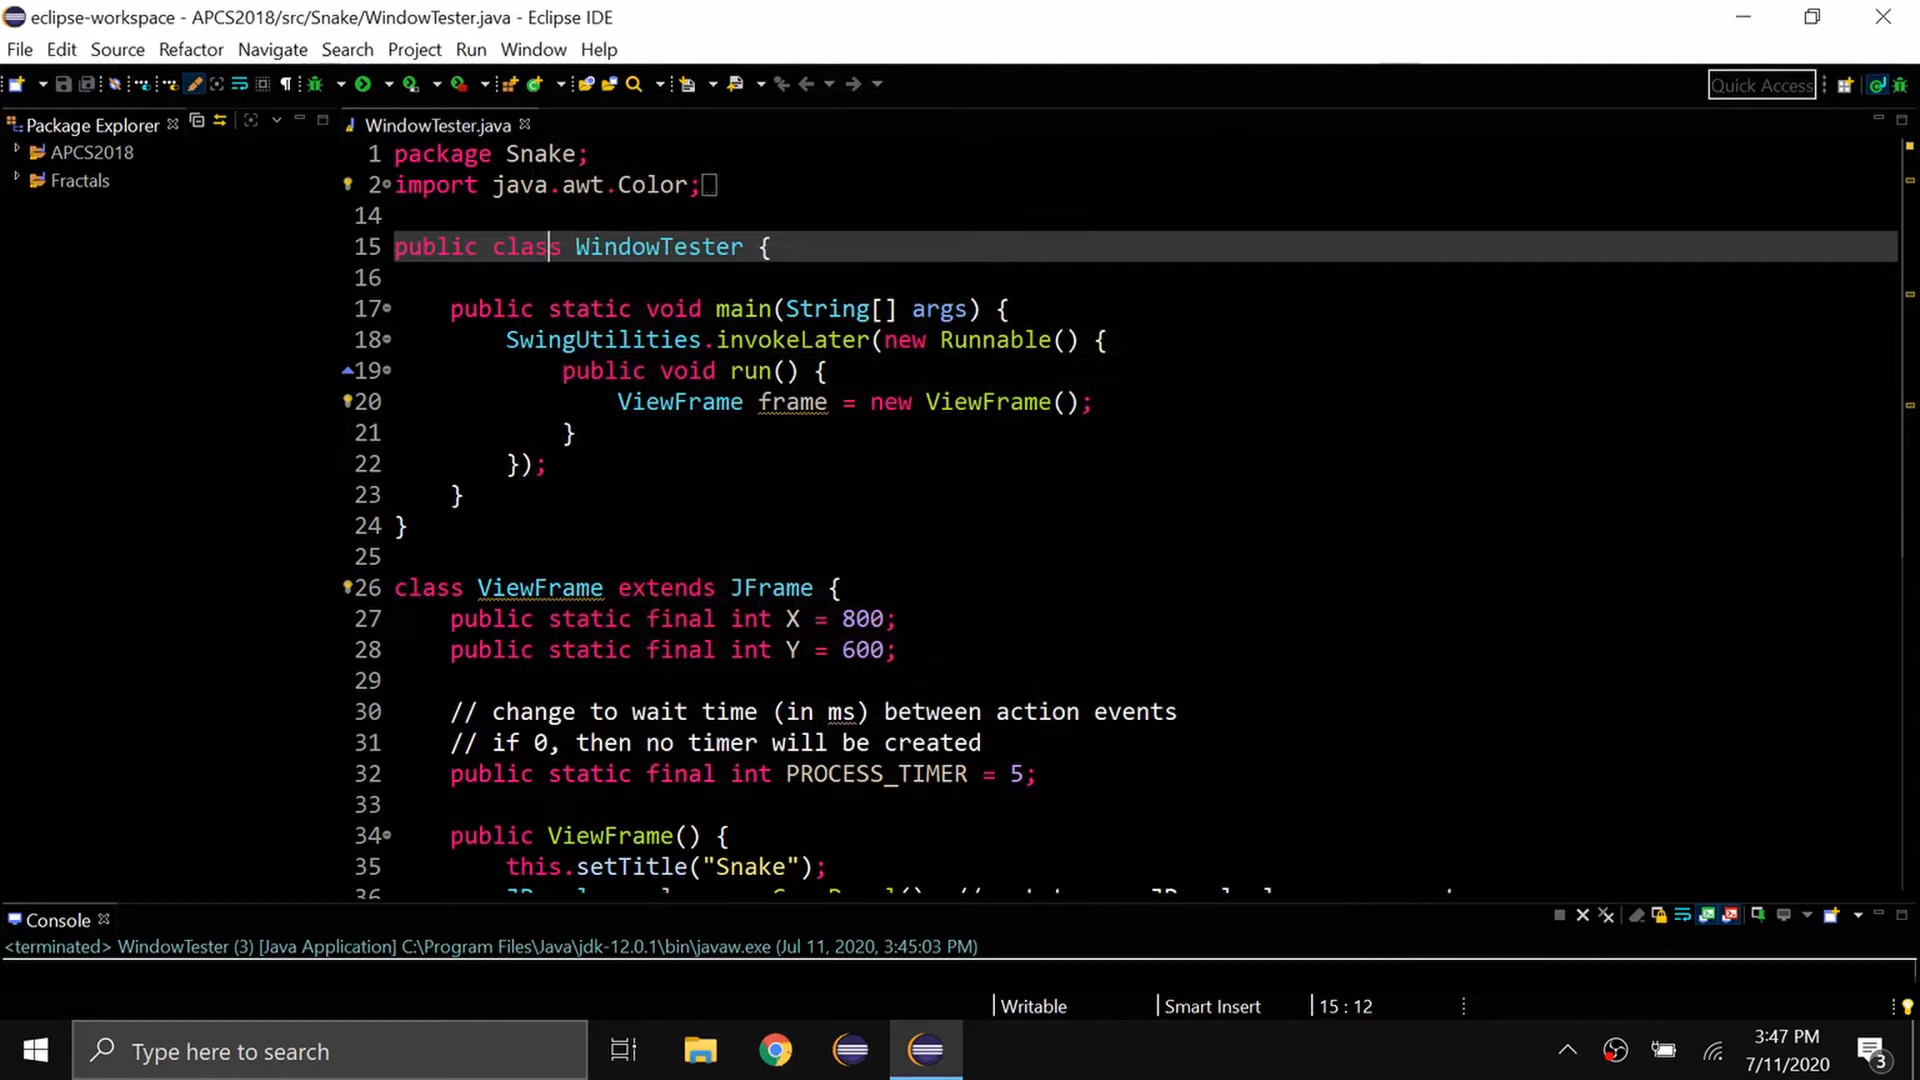 eclipse-workspace - APCS2018/src/Snake/WindowTester.java - Eclipse IDE
File Edit Source Refactor Navigate Search Project Run Window Help
Quick Access
Package Explorer
WindowTester.java
APCS2018
Fractals
1 package Snake;
2 import java.awt.Color;
14
15 public class WindowTester {
16
17 public static void main(String[] args) {
18 SwingUtilities.invokeLater(new Runnable() {
19 public void run() {
20 ViewFrame frame = new ViewFrame();
21 }
22 });
23 }
24 }
25
26 class ViewFrame extends JFrame {
27 public static final int X = 800;
28 public static final int Y = 600;
29
30 // change to wait time (in ms) between action events
31 // if 0, then no timer will be created
32 public static final int PROCESS_TIMER = 5;
33
34 public ViewFrame() {
35 this.setTitle("Snake");
36
Console
<terminated> WindowTester (3) [Java Application] C:\Program Files\Java\jdk-12.0.1\bin\javaw.exe (Jul 11, 2020, 3:45:03 PM)
Writable Smart Insert 15 : 12
Type here to search
3:47 PM
7/11/2020
3